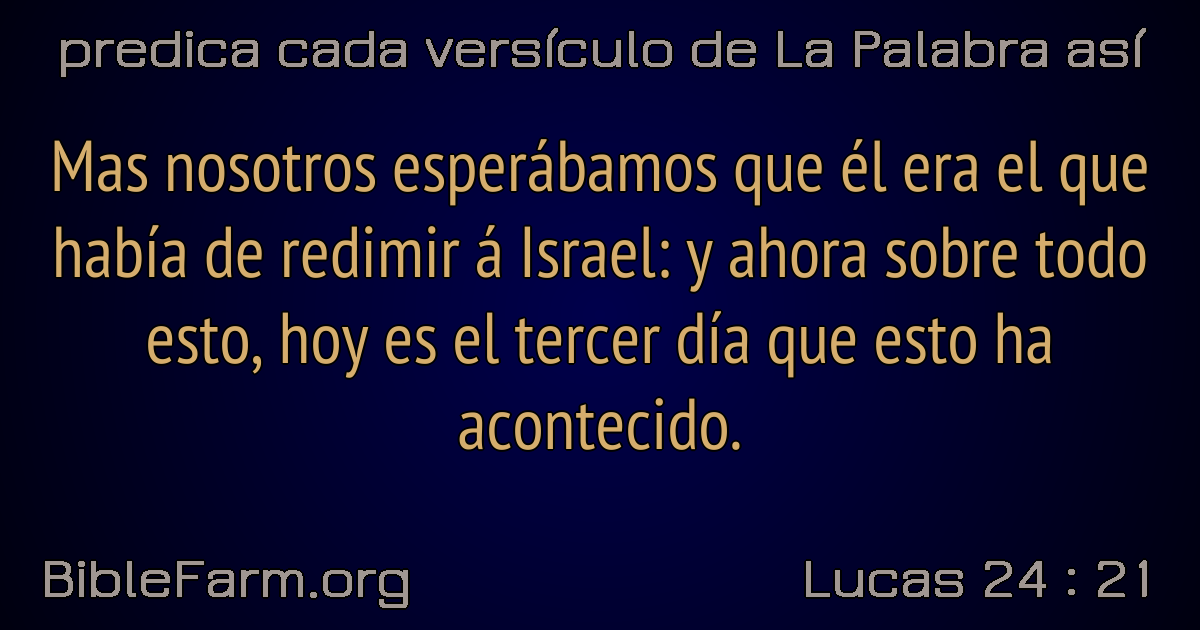 predica cada versículo de La Palabra así
Mas nosotros esperábamos que él era el que
había de redimir á Israel: y ahora sobre todo
esto, hoy es el tercer día que esto ha
acontecido.
BibleFarm.org
Lucas 24 : 21